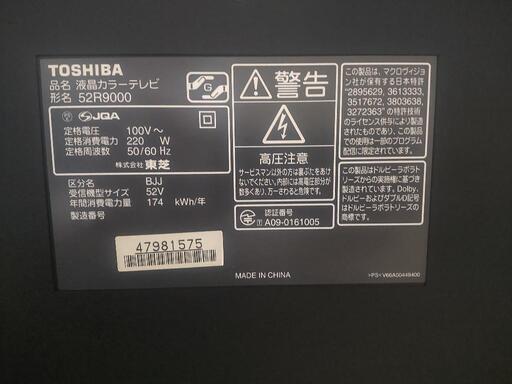 TOSHIBA
品名 液晶カラーテレビ
形名 52R9000
G
PS
E
JQA
定格電圧 100V～
定格消費電力 220 W
定格周波数 50/60 Hz
株式会社 東芝
区分名 BJJ
受信機型サイズ 52V
年間消費電力量 174 kWh/年
製造番号
47981575
警告
高圧注意
サービスマン以外の方は裏ぶたをあけ
ないでください。内部には高電圧部分が
数多くあり、万一さわると危険です。
認証番号
A09-0161005
MADE IN CHINA
この製品は、マクロヴィジョン
社が保有する日本特許
"2895629, 3613333,
3517672, 3803638,
3272363"の特許技術
のライセンス供与により製造
されています。この製品での
使用は一部のプログラム
配信に限定されています。
この製品は、ドルビーラボラト
リーズからの実施権に基づき
製造されています。Dolby、
ドルビー及びダブルD記号は
ドルビーラボラトリーズの商標
です。
>PS< V66A00449400